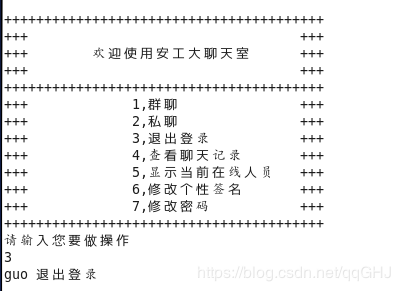 ++++++++++++++++++++++++++++++++++++++++
+++                                  +++
+++        欢迎使用安工大聊天室        +++
+++                                  +++
++++++++++++++++++++++++++++++++++++++++
+++             1,群聊               +++
+++             2,私聊               +++
+++             3,退出登录           +++
+++             4,查看聊天记录       +++
+++             5,显示当前在线人员   +++
+++             6,修改个性签名       +++
+++             7,修改密码           +++
++++++++++++++++++++++++++++++++++++++++
请输入您要做操作
3
guo 退出登录
https://blog.csdn.net/qqGHJ